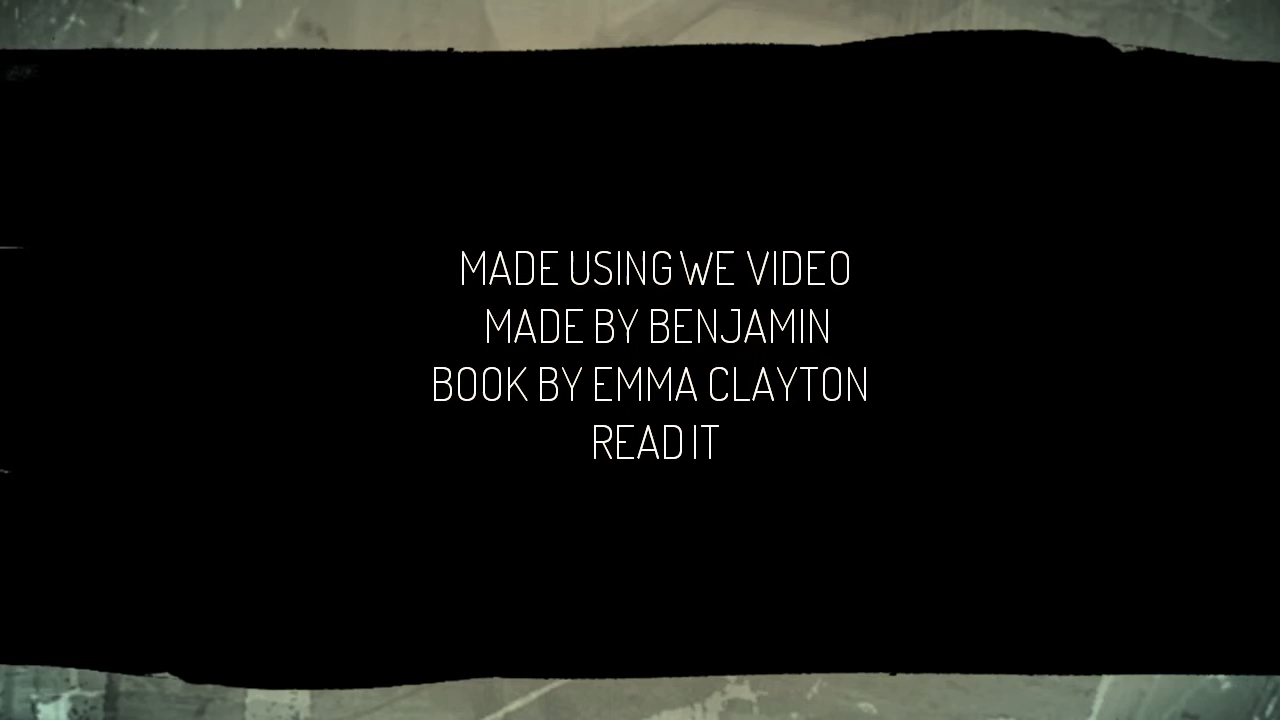 MADE USING WE VIDEO
MADE BY BENJAMIN
BOOK BY EMMA CLAYTON
READ IT